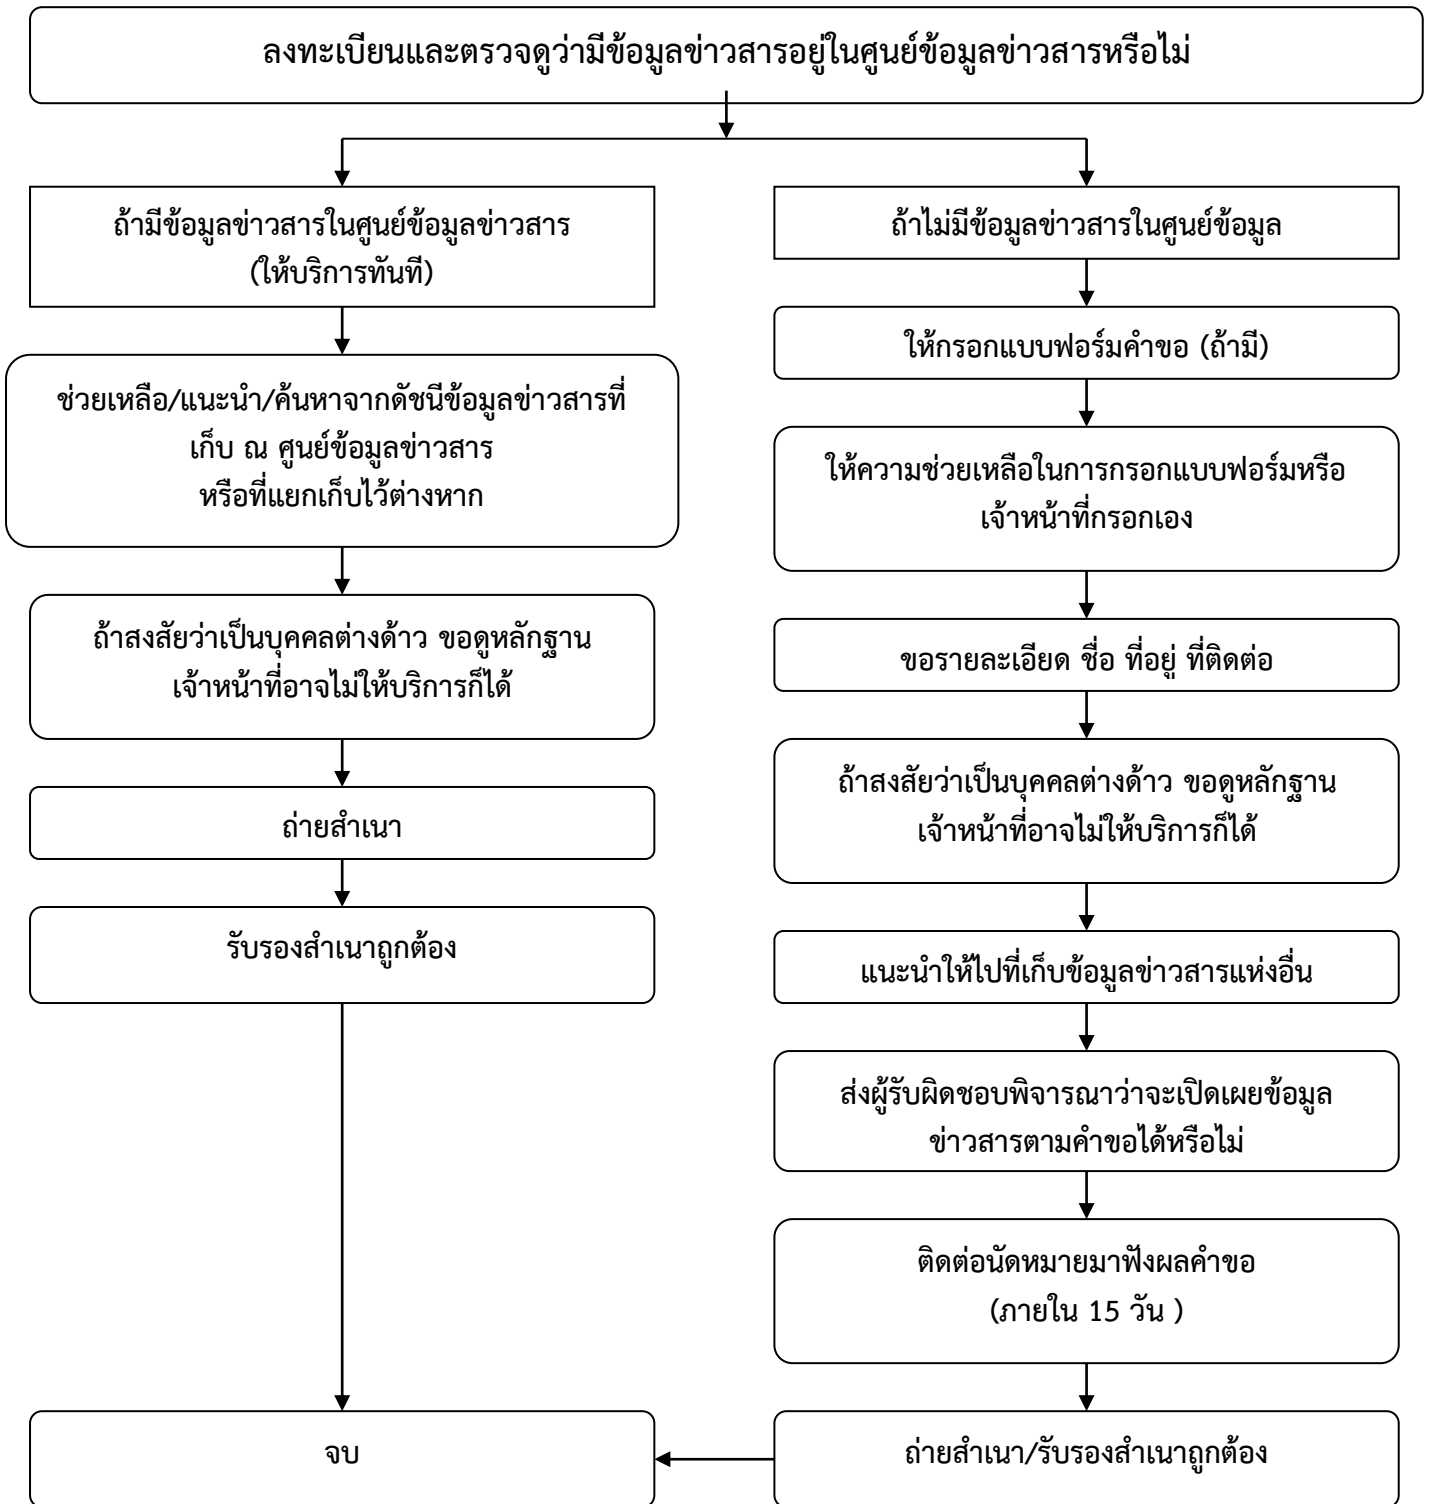 ลงทะเบียนและตรวจดูว่ามีข้อมูลข่าวสารอยู่ในศูนย์ข้อมูลข่าวสารหรือไม่
ถ้ามีข้อมูลข่าวสารในศูนย์ข้อมูลข่าวสาร
(ให้บริการทันที)
ช่วยเหลือ/แนะนำ/ค้นหาจากดัชนีข้อมูลข่าวสารที่
เก็บ ณ ศูนย์ข้อมูลข่าวสาร
หรือที่แยกเก็บไว้ต่างหาก
ถ้าสงสัยว่าเป็นบุคคลต่างด้าว ขอดูหลักฐาน
เจ้าหน้าที่อาจไม่ให้บริการก็ได้
ถ่ายสำเนา
รับรองสำเนาถูกต้อง
ถ้าไม่มีข้อมูลข่าวสารในศูนย์ข้อมูล
ให้กรอกแบบฟอร์มคำขอ (ถ้ามี)
ให้ความช่วยเหลือในการกรอกแบบฟอร์มหรือ
เจ้าหน้าที่กรอกเอง
ขอรายละเอียด ชื่อ ที่อยู่ ที่ติดต่อ
ถ้าสงสัยว่าเป็นบุคคลต่างด้าว ขอดูหลักฐาน
เจ้าหน้าที่อาจไม่ให้บริการก็ได้
แนะนำให้ไปที่เก็บข้อมูลข่าวสารแห่งอื่น
ส่งผู้รับผิดชอบพิจารณาว่าจะเปิดเผยข้อมูล
ข่าวสารตามคำขอได้หรือไม่
ติดต่อนัดหมายมาฟังผลคำขอ
(ภายใน 15 วัน )
ถ่ายสำเนา/รับรองสำเนาถูกต้อง
จบ